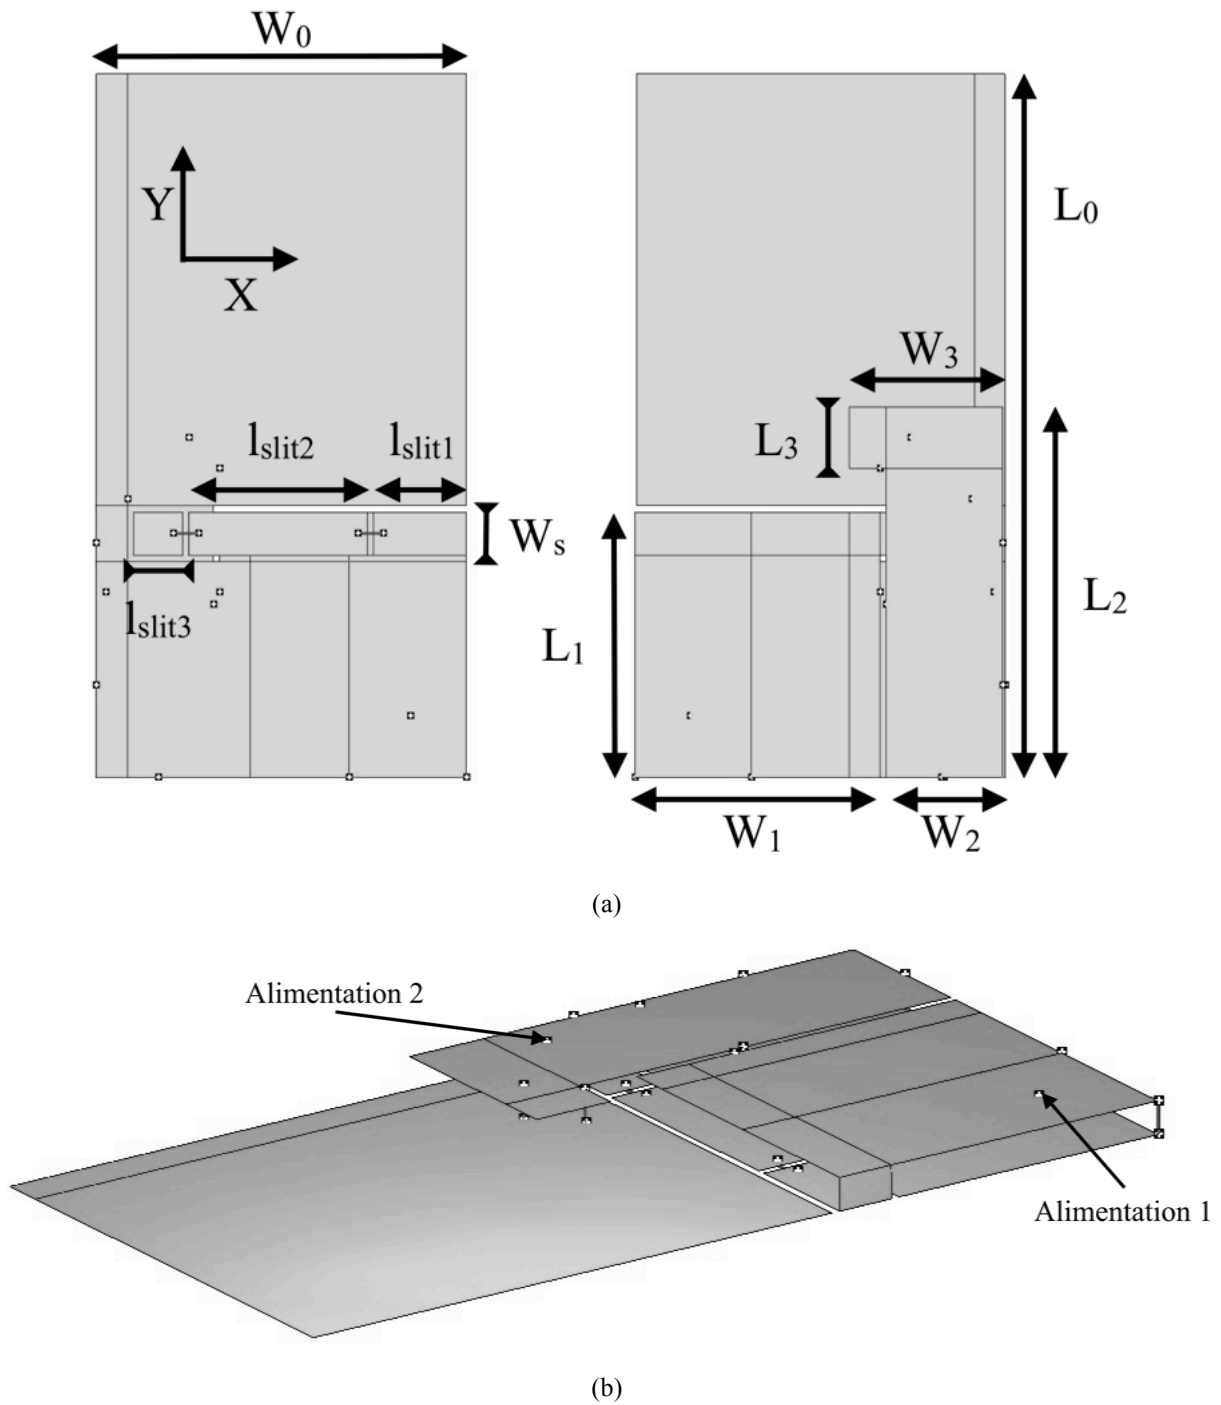 W₀
Y
X
L₀
W₃
lslit2
lslit1
L₃
Ws
lslit3
L₁
L₂
W₁
W₂
(a)
Alimentation 2
Alimentation 1
(b)